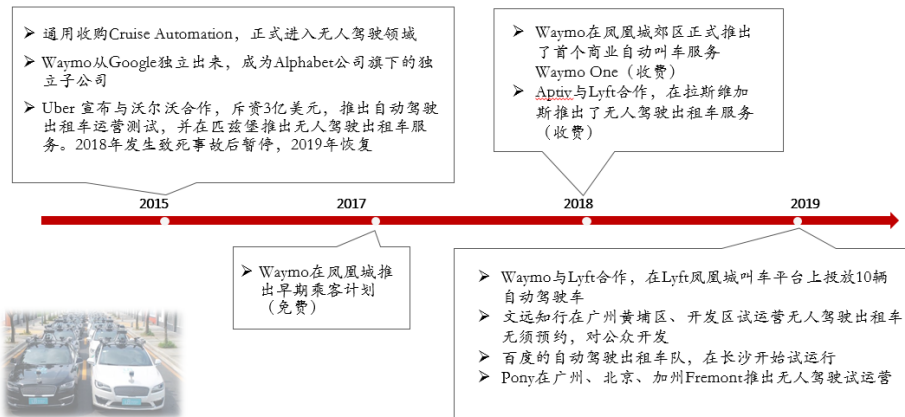 ➢ 通用收购Cruise Automation，正式进入无人驾驶领域
➢ Waymo从Google独立出来，成为Alphabet公司旗下的独
立子公司
➢ Uber 宣布与沃尔沃合作，斥资3亿美元，推出自动驾驶
出租车运营测试，并在匹兹堡推出无人驾驶出租车服
务。2018年发生致死事故后暂停，2019年恢复
➢ Waymo在凤凰城郊区正式推出
了首个商业自动叫车服务
Waymo One（收费）
➢ Aptiv与Lyft合作，在拉斯維加
斯推出了无人驾驶出租车服务
（收费）
2015
2017
2018
2019
➢ Waymo在凤凰城推
出早期乘客计划
（免费）
➢ Waymo与Lyft合作，在Lyft凤凰城叫车平台上投放10辆
自动驾驶车
➢ 文远知行在广州黄埔区、开发区试运营无人驾驶出租车
无须预约，对公众开发
➢ 百度的自动驾驶出租车队，在长沙开始试运行
➢ Pony在广州、北京、加州Fremont推出无人驾驶试运营